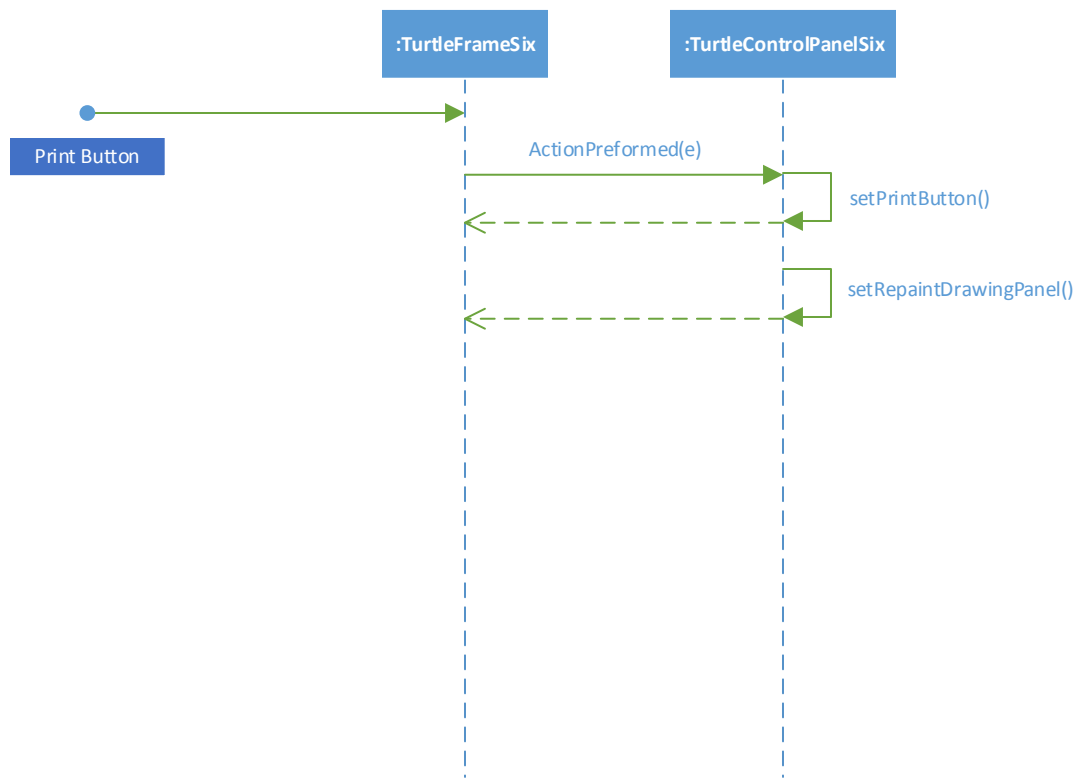 :TurtleFrameSix
:TurtleControlPanelSix
Print Button
ActionPreformed(e)
setPrintButton()
setRepaintDrawingPanel()